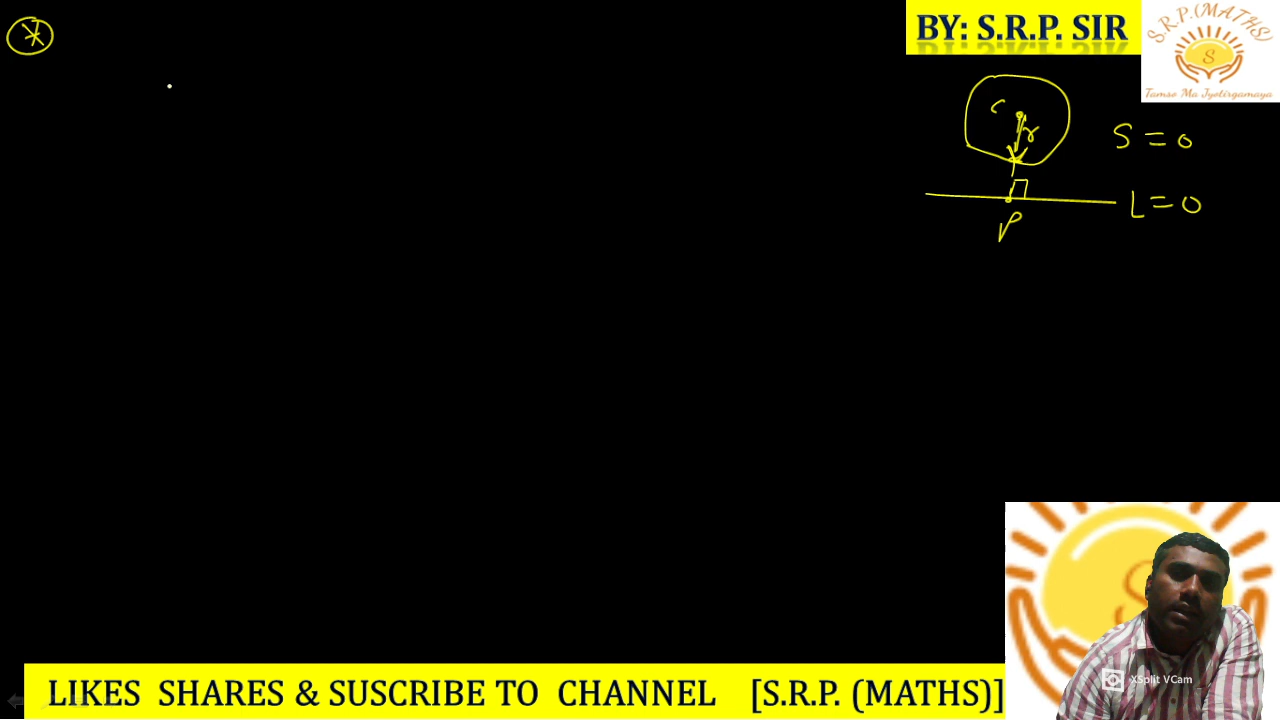 BY: S.R.P. SIR
S.R.P.(MATHS)
S
Tamso Ma Jyotirgamaya
C
r
S = 0
L = 0
P
S
XSplit VCam
LIKES SHARES & SUSCRIBE TO CHANNEL [S.R.P. (MATHS)]